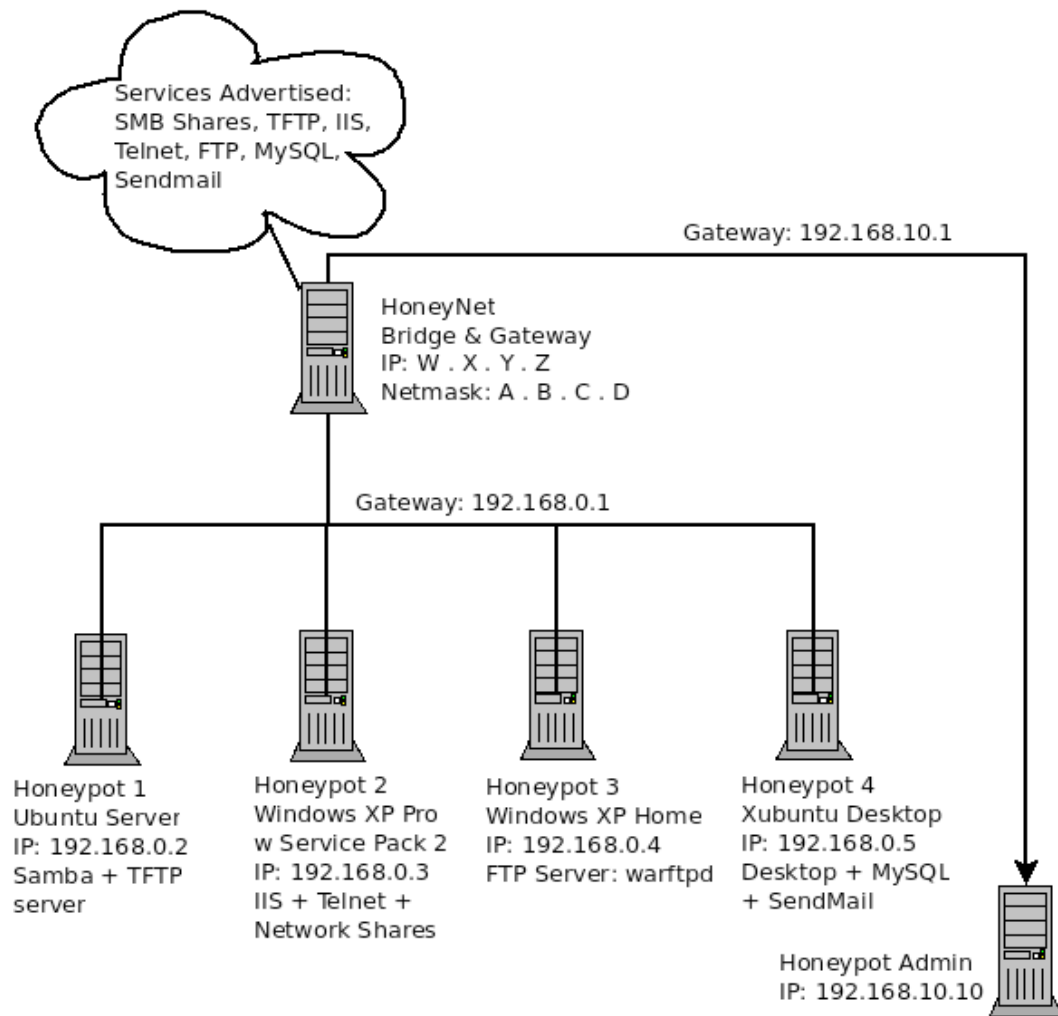 Services Advertised:
SMB Shares, TFTP, IIS,
Telnet, FTP, MySQL,
Sendmail
Gateway: 192.168.10.1
HoneyNet
Bridge & Gateway
IP: W . X . Y . Z
Netmask: A . B . C . D
Gateway: 192.168.0.1
Honeypot 1
Ubuntu Server
IP: 192.168.0.2
Samba + TFTP
server
Honeypot 2
Windows XP Pro
w Service Pack 2
IP: 192.168.0.3
IIS + Telnet +
Network Shares
Honeypot 3
Windows XP Home
IP: 192.168.0.4
FTP Server: warftpd
Honeypot 4
Xubuntu Desktop
IP: 192.168.0.5
Desktop + MySQL
+ SendMail
Honeypot Admin
IP: 192.168.10.10